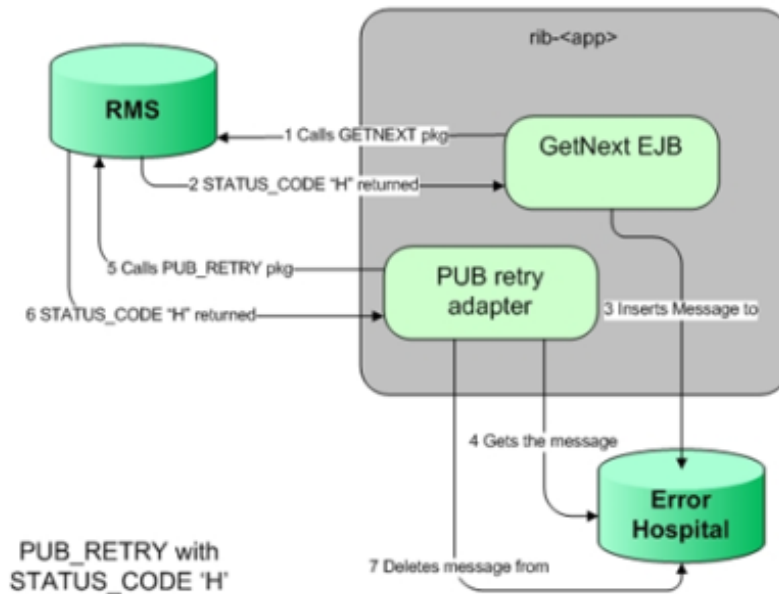 rib-<app>
RMS
1 Calls GETNEXT pkg
GetNext EJB
2 STATUS_CODE "H" returned
5 Calls PUB_RETRY pkg
PUB retry
adapter
6 STATUS_CODE "H" returned
3 Inserts Message to
4 Gets the message
Error
Hospital
7 Deletes message from
PUB_RETRY with
STATUS_CODE 'H'